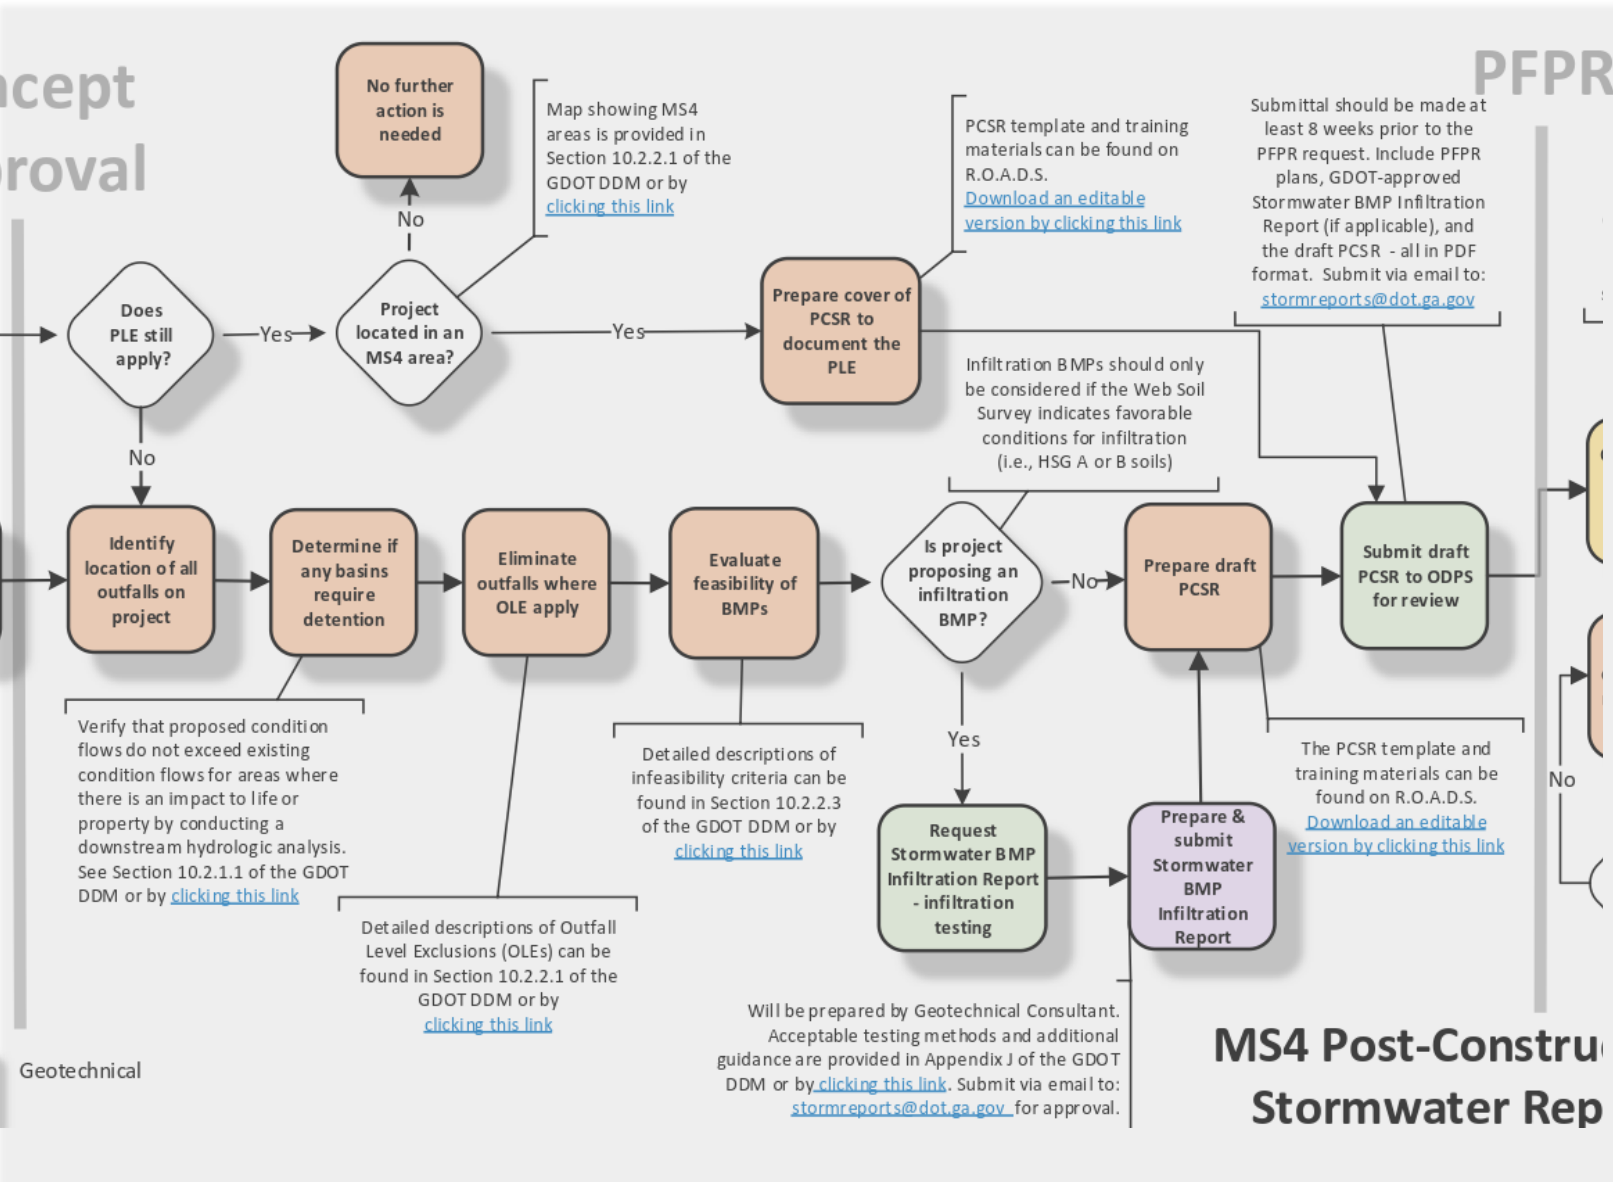 ncept
roval
PFPR
No further
action is
needed
No
Map showing MS4
areas is provided in
Section 10.2.2.1 of the
GDOT DDM or by
clicking this link
PCSR template and training
materials can be found on
R.O.A.D.S.
Download an editable
version by clicking this link
Submittal should be made at
least 8 weeks prior to the
PFPR request. Include PFPR
plans, GDOT-approved
Stormwater BMP Infiltration
Report (if applicable), and
the draft PCSR - all in PDF
format. Submit via email to:
stormreports@dot.ga.gov
Does
PLE still
apply?
Yes
Project
located in an
MS4 area?
Yes
Prepare cover of
PCSR to
document the
PLE
No
Infiltration BMPs should only
be considered if the Web Soil
Survey indicates favorable
conditions for infiltration
(i.e., HSG A or B soils)
Identify
location of all
outfalls on
project
Determine if
any basins
require
detention
Eliminate
outfalls where
OLE apply
Evaluate
feasibility of
BMPs
Is project
proposing an
infiltration
BMP?
No
Prepare draft
PCSR
Submit draft
PCSR to ODPS
for review
Verify that proposed condition
flows do not exceed existing
condition flows for areas where
there is an impact to life or
property by conducting a
downstream hydrologic analysis.
See Section 10.2.1.1 of the GDOT
DDM or by clicking this link
Detailed descriptions of Outfall
Level Exclusions (OLEs) can be
found in Section 10.2.2.1 of the
GDOT DDM or by
clicking this link
Detailed descriptions of
infeasibility criteria can be
found in Section 10.2.2.3
of the GDOT DDM or by
clicking this link
Yes
Request
Stormwater BMP
Infiltration Report
- infiltration
testing
Prepare &
submit
Stormwater
BMP
Infiltration
Report
The PCSR template and
training materials can be
found on R.O.A.D.S.
Download an editable
version by clicking this link
No
Will be prepared by Geotechnical Consultant.
Acceptable testing methods and additional
guidance are provided in Appendix J of the GDOT
DDM or by clicking this link. Submit via email to:
stormreports@dot.ga.gov for approval.
Geotechnical
MS4 Post-Constru
Stormwater Rep